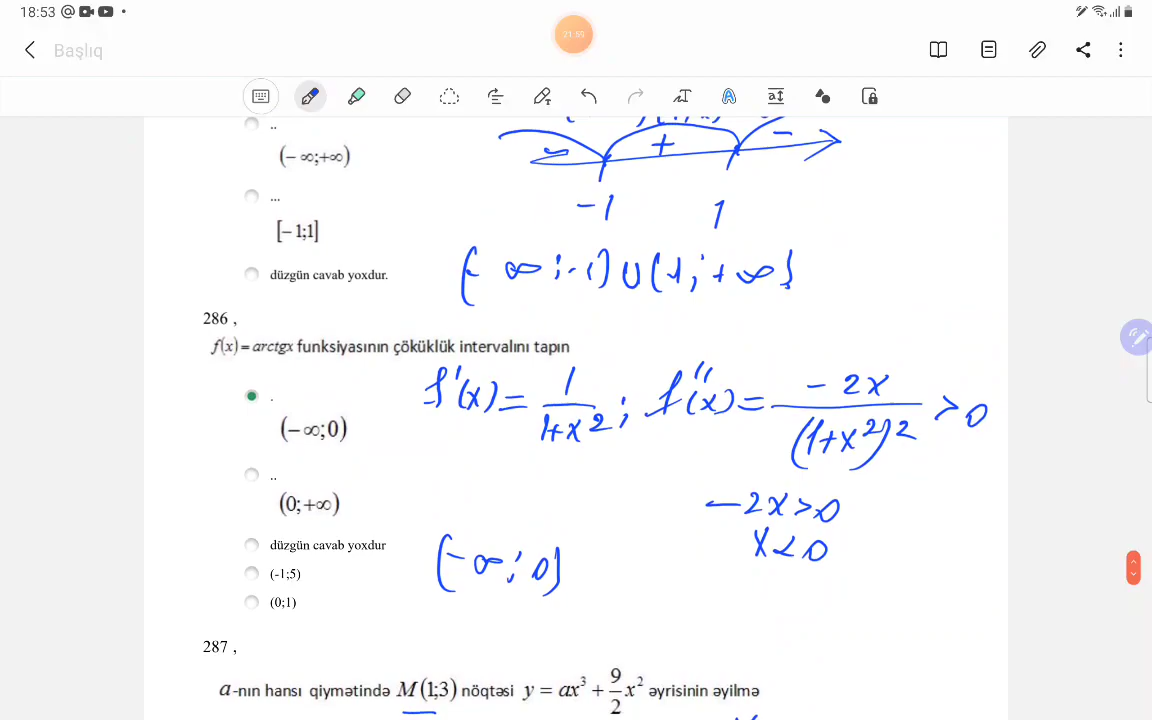 18:53
21:59
Başlıq
..
(-∞;+∞)
- + -
-1 1
...
[-1;1]
düzgün cavab yoxdur.
(-∞;-1)∪(1;+∞)
286 ,
f(x)=arctgx funksiyasının çöküklük intervalını tapın
f'(x)= 1/(1+x²); f''(x)= -2x/(1+x²)² >0
.
(-∞;0)
..
(0;+∞)
-2x>0
x<0
düzgün cavab yoxdur
(-∞;0)
(-1;5)
(0;1)
287 ,
a-nın hansı qiymətində M(1;3) nöqtəsi y = ax³ + 9/2 x² əyrisinin əyilmə